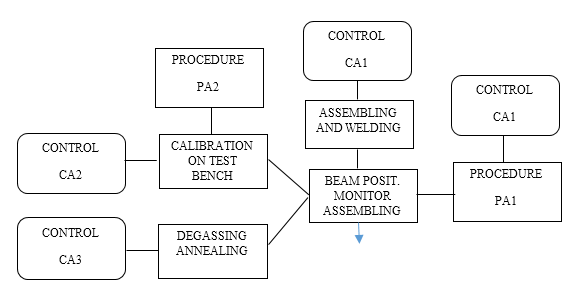 CONTROL
CA1
PROCEDURE
PA2
CONTROL
CA1
ASSEMBLING
AND WELDING
CONTROL
CA2
CALIBRATION
ON TEST
BENCH
BEAM POSIT.
MONITOR
ASSEMBLING
PROCEDURE
PA1
CONTROL
CA3
DEGASSING
ANNEALING